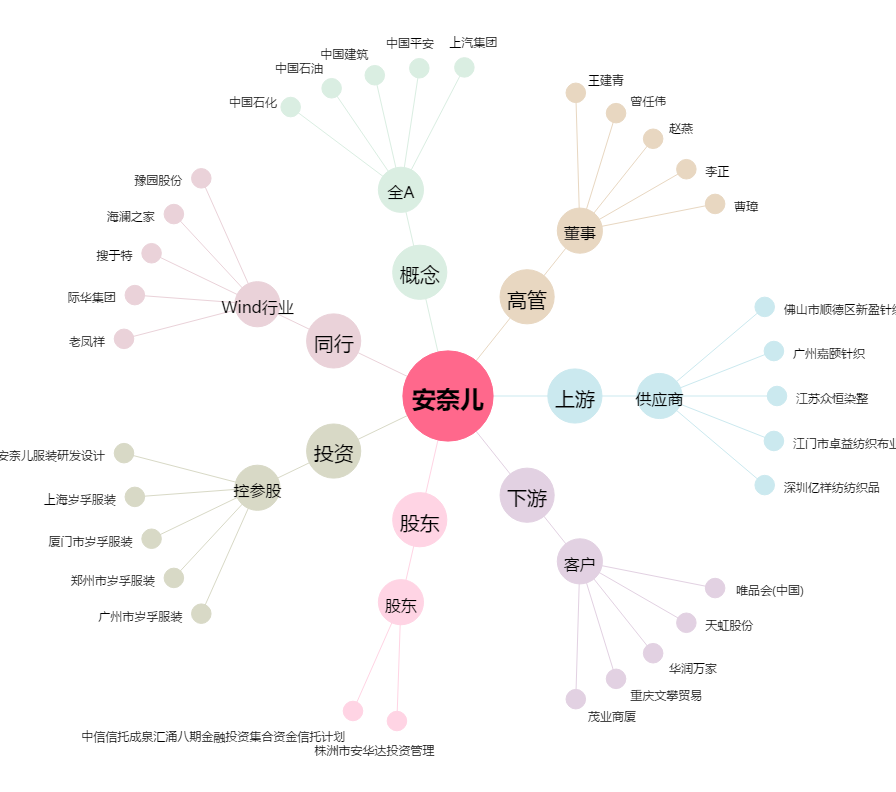 上汽集团
中国平安
中国建筑
中国石油
中国石化
全A
概念
王建青
曾任伟
赵燕
李正
曹璋
董事
高管
豫园股份
海澜之家
搜于特
际华集团
老凤祥
Wind行业
同行
安奈儿
上游
供应商
佛山市顺德区新盈针织
广州嘉颐针织
江苏众恒染整
江门市卓益纺织布业
深圳亿祥纺纺织品
投资
控参股
安奈儿服装研发设计
上海岁孚服装
厦门市岁孚服装
郑州市岁孚服装
广州市岁孚服装
股东
股东
中信信托成泉汇涌八期金融投资集合资金信托计划
株洲市安华达投资管理
下游
客户
唯品会(中国)
天虹股份
华润万家
重庆文攀贸易
茂业商厦